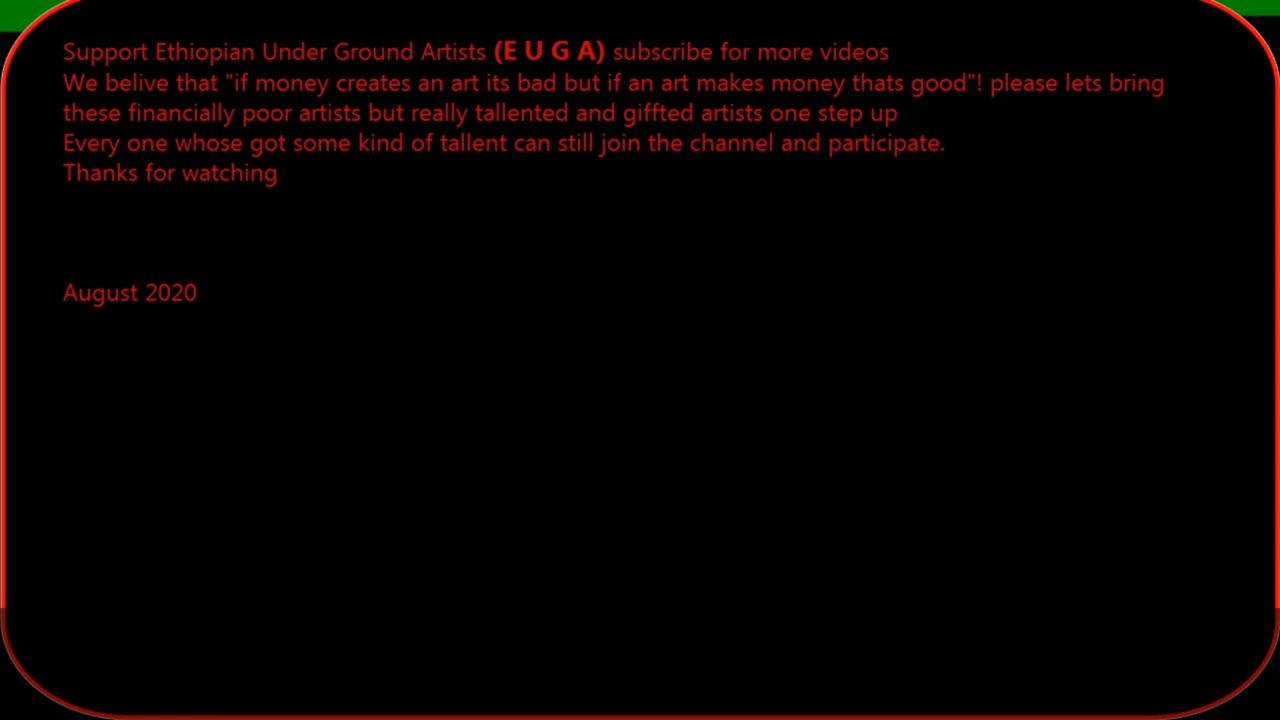 Support Ethiopian Under Ground Artists (E U G A) subscribe for more videos
We belive that "if money creates an art its bad but if an art makes money thats good"! please lets bring
these financially poor artists but really tallented and giffted artists one step up
Every one whose got some kind of tallent can still join the channel and participate.
Thanks for watching
August 2020